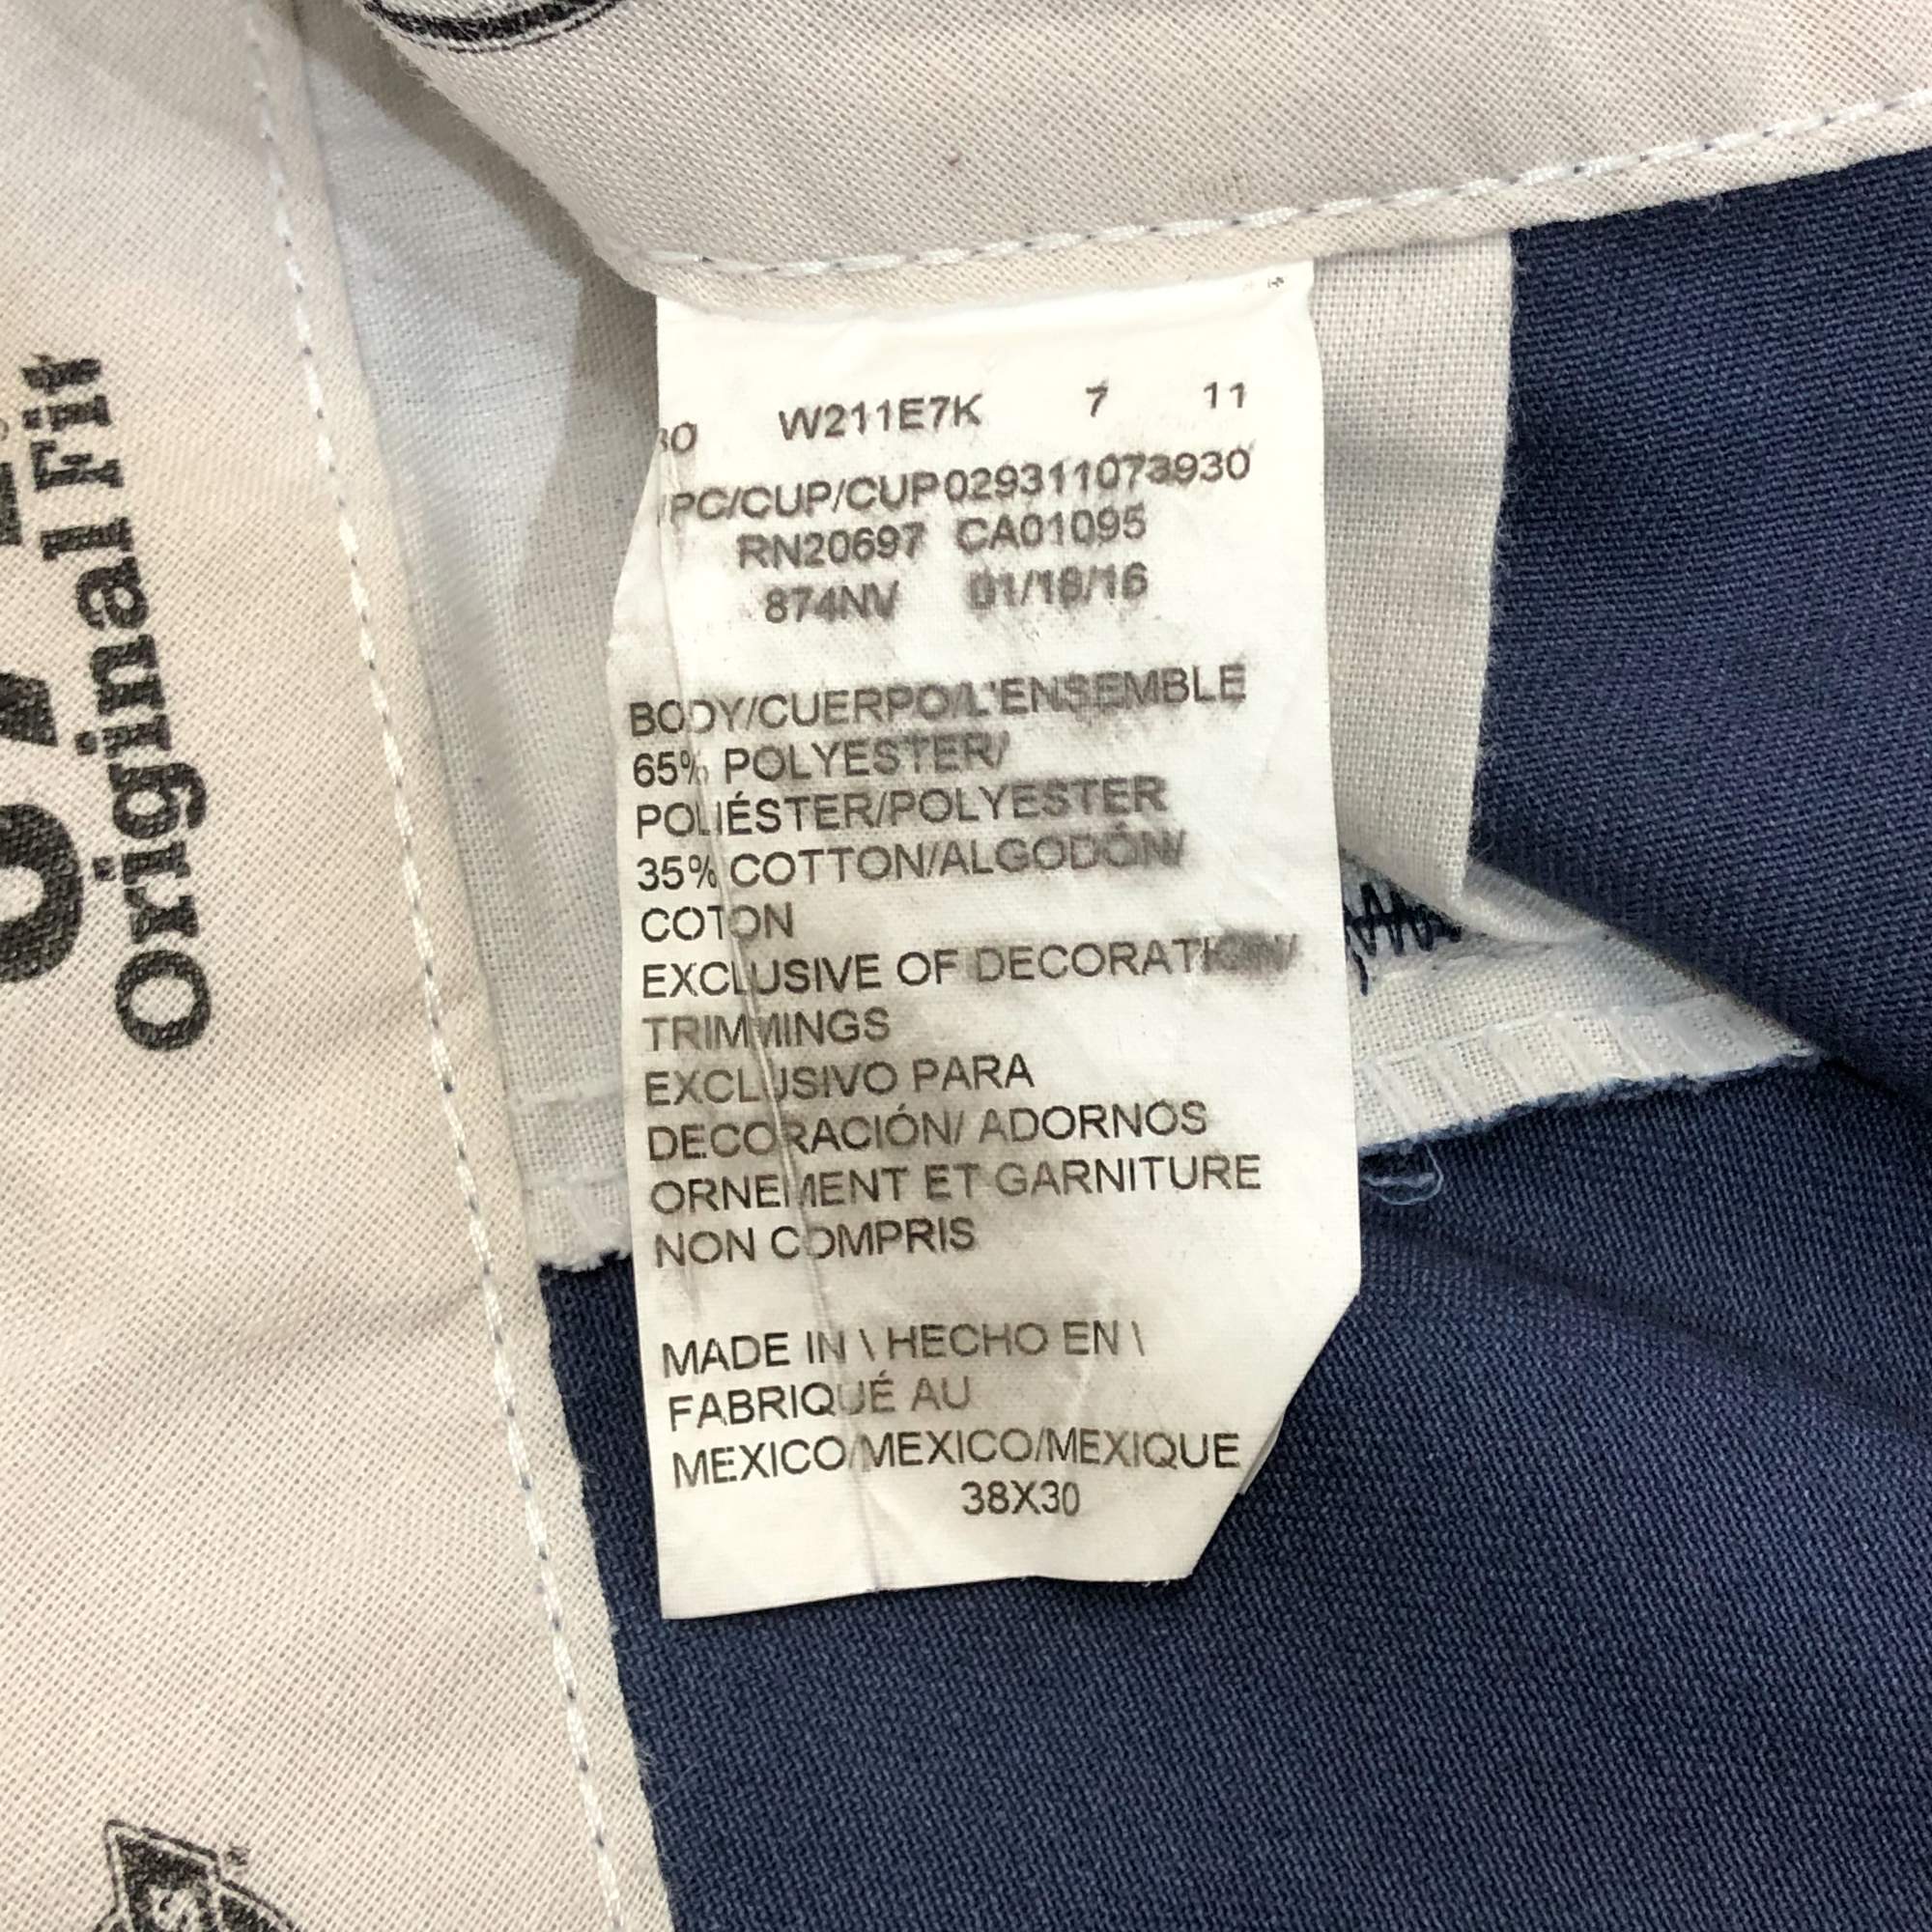 Original Fit
W211E7K 7 11
PC/CUP/CUP 029311073930
RN20697 CA01095
874NV 01/18/16
BODY/CUERPO/L'ENSEMBLE
65% POLYESTER/
POLIÉSTER/POLYESTER
35% COTTON/ALGODÓN/
COTON
EXCLUSIVE OF DECORATION/
TRIMMINGS
EXCLUSIVO PARA
DECORACIÓN/ ADORNOS
ORNEMENT ET GARNITURE
NON COMPRIS
MADE IN \ HECHO EN \
FABRIQUÉ AU
MEXICO/MEXICO/MEXIQUE
38X30